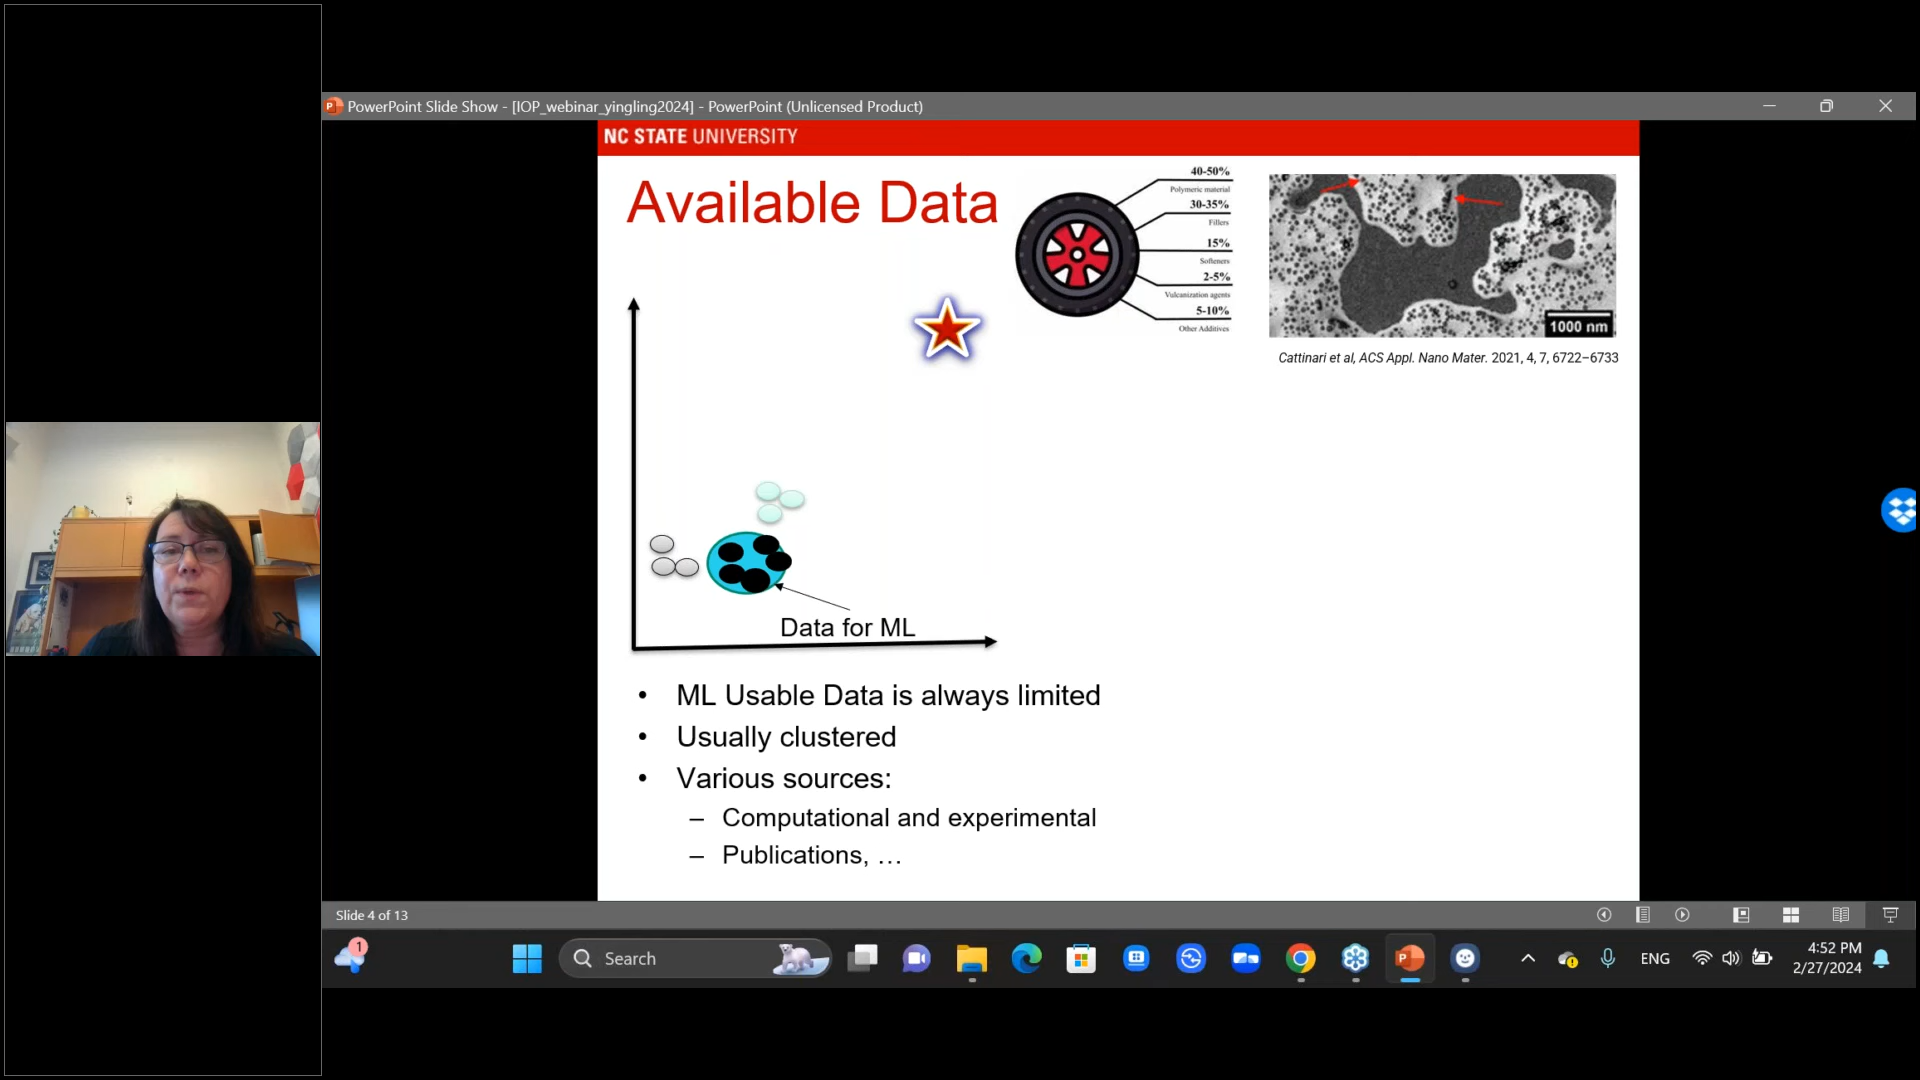 PowerPoint Slide Show - [IOP_webinar_yingling2024] - PowerPoint (Unlicensed Product)
NC STATE UNIVERSITY
Available Data
40-50%
Polymeric material
30-35%
Fillers
15%
Softeners
2-5%
Vulcanization agents
5-10%
Other Additives
1000 nm
Cattinari et al, ACS Appl. Nano Mater. 2021, 4, 7, 6722–6733
Data for ML
• ML Usable Data is always limited
• Usually clustered
• Various sources:
– Computational and experimental
– Publications, …
Slide 4 of 13
1
Search
ENG
4:52 PM
2/27/2024